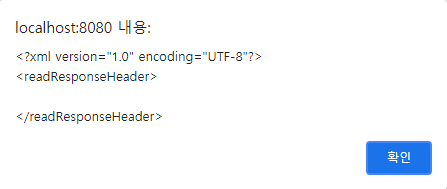 localhost:8080 내용:
<?xml version="1.0" encoding="UTF-8"?>
<readResponseHeader>
</readResponseHeader>
확인